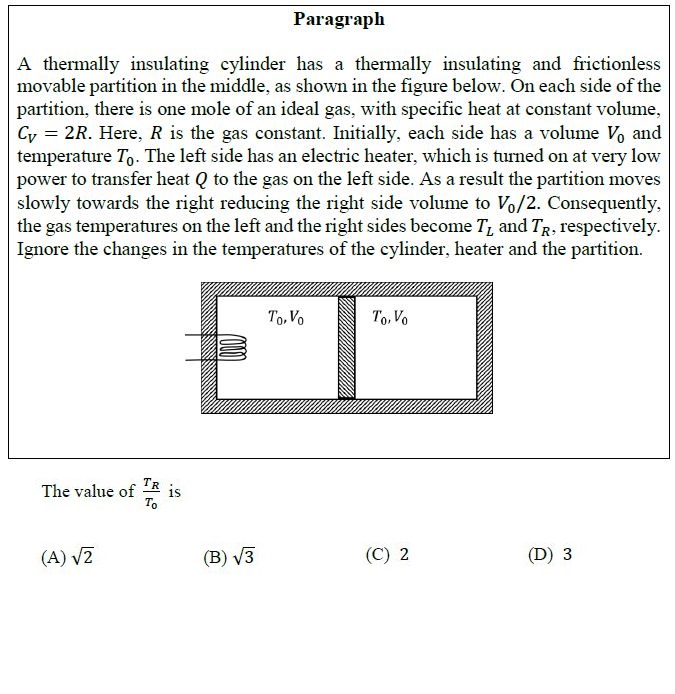 Paragraph
A thermally insulating cylinder has a thermally insulating and frictionless
movable partition in the middle, as shown in the figure below. On each side of the
partition, there is one mole of an ideal gas, with specific heat at constant volume,
C_V = 2R. Here, R is the gas constant. Initially, each side has a volume V_0 and
temperature T_0. The left side has an electric heater, which is turned on at very low
power to transfer heat Q to the gas on the left side. As a result the partition moves
slowly towards the right reducing the right side volume to V_0/2. Consequently,
the gas temperatures on the left and the right sides become T_L and T_R, respectively.
Ignore the changes in the temperatures of the cylinder, heater and the partition.
T_0, V_0 T_0, V_0
The value of T_R/T_0 is
(A) √2 (B) √3 (C) 2 (D) 3